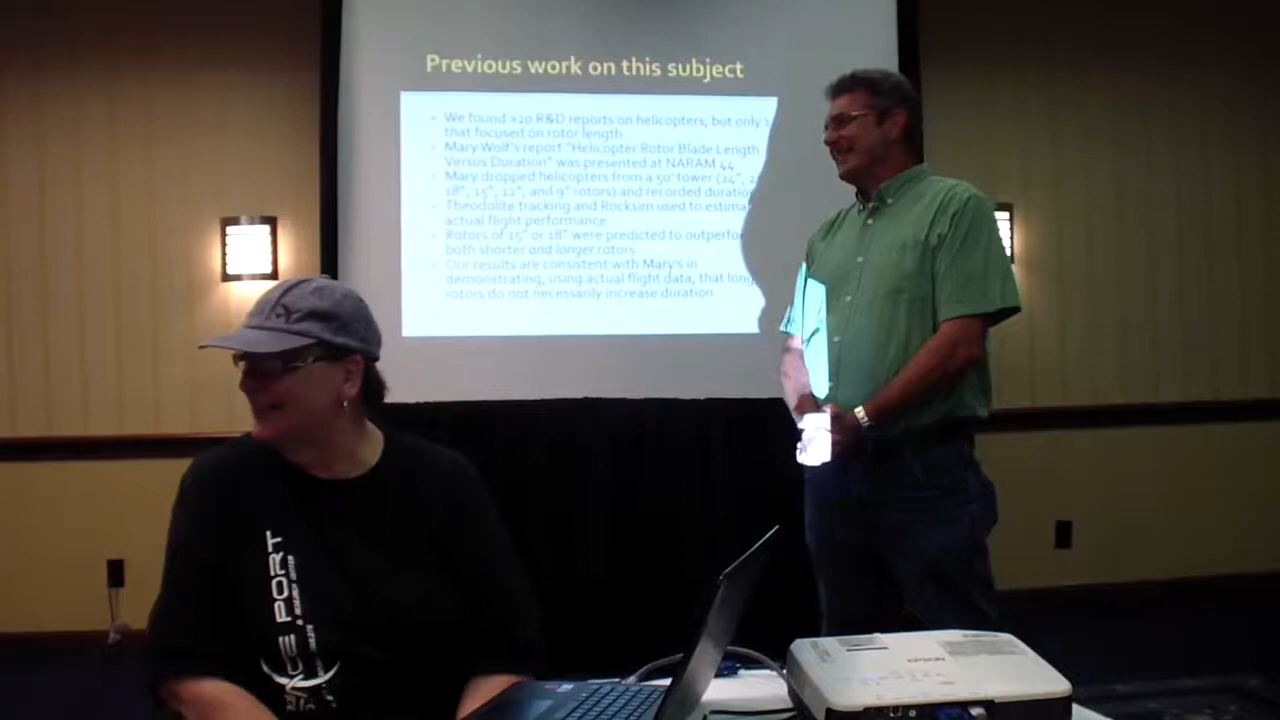 Previous work on this subject
We found >20 R&D reports on helicopters, but only
that focused on rotor length
Mary Wolf's report "Helicopter Rotor Blade Length
Versus Duration" was presented at NARAM 44
Mary dropped helicopters from a 50' tower (24",
18", 15", 12", and 9" rotors) and recorded duration
Theodolite tracking and Rocksim used to estima
actual flight performance
Rotors of 15" or 18" were predicted to outperfo
both shorter and longer rotors
Our results are consistent with Mary's in
demonstrating, using actual flight data, that long
rotors do not necessarily increase duration
ACE PORT
EPSON